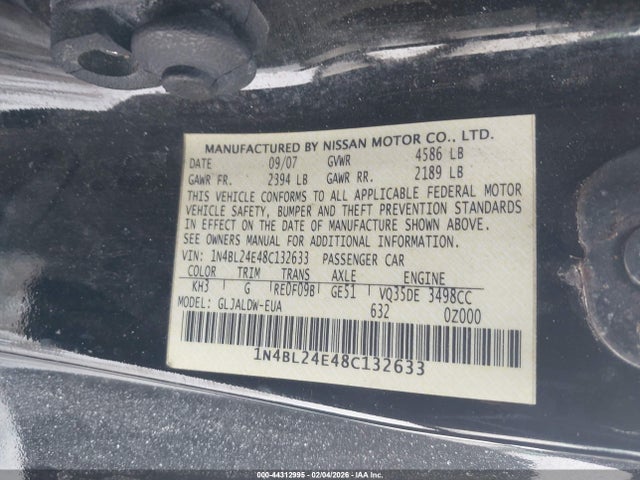 MANUFACTURED BY NISSAN MOTOR CO., LTD.
DATE 09/07 GVWR 4586 LB
GAWR FR. 2394 LB GAWR RR. 2189 LB
THIS VEHICLE CONFORMS TO ALL APPLICABLE FEDERAL MOTOR
VEHICLE SAFETY, BUMPER AND THEFT PREVENTION STANDARDS
IN EFFECT ON THE DATE OF MANUFACTURE SHOWN ABOVE.
SEE OWNERS MANUAL FOR ADDITIONAL INFORMATION.
VIN: 1N4BL24E48C132633 PASSENGER CAR
COLOR TRIM TRANS AXLE ENGINE
KH3 G RE0F09B GE51 VQ35DE 3498CC
MODEL: GLJALDW-EUA 632 0Z000
1N4BL24E48C132633
000-44312995 - 02/04/2026 - IAA Inc.